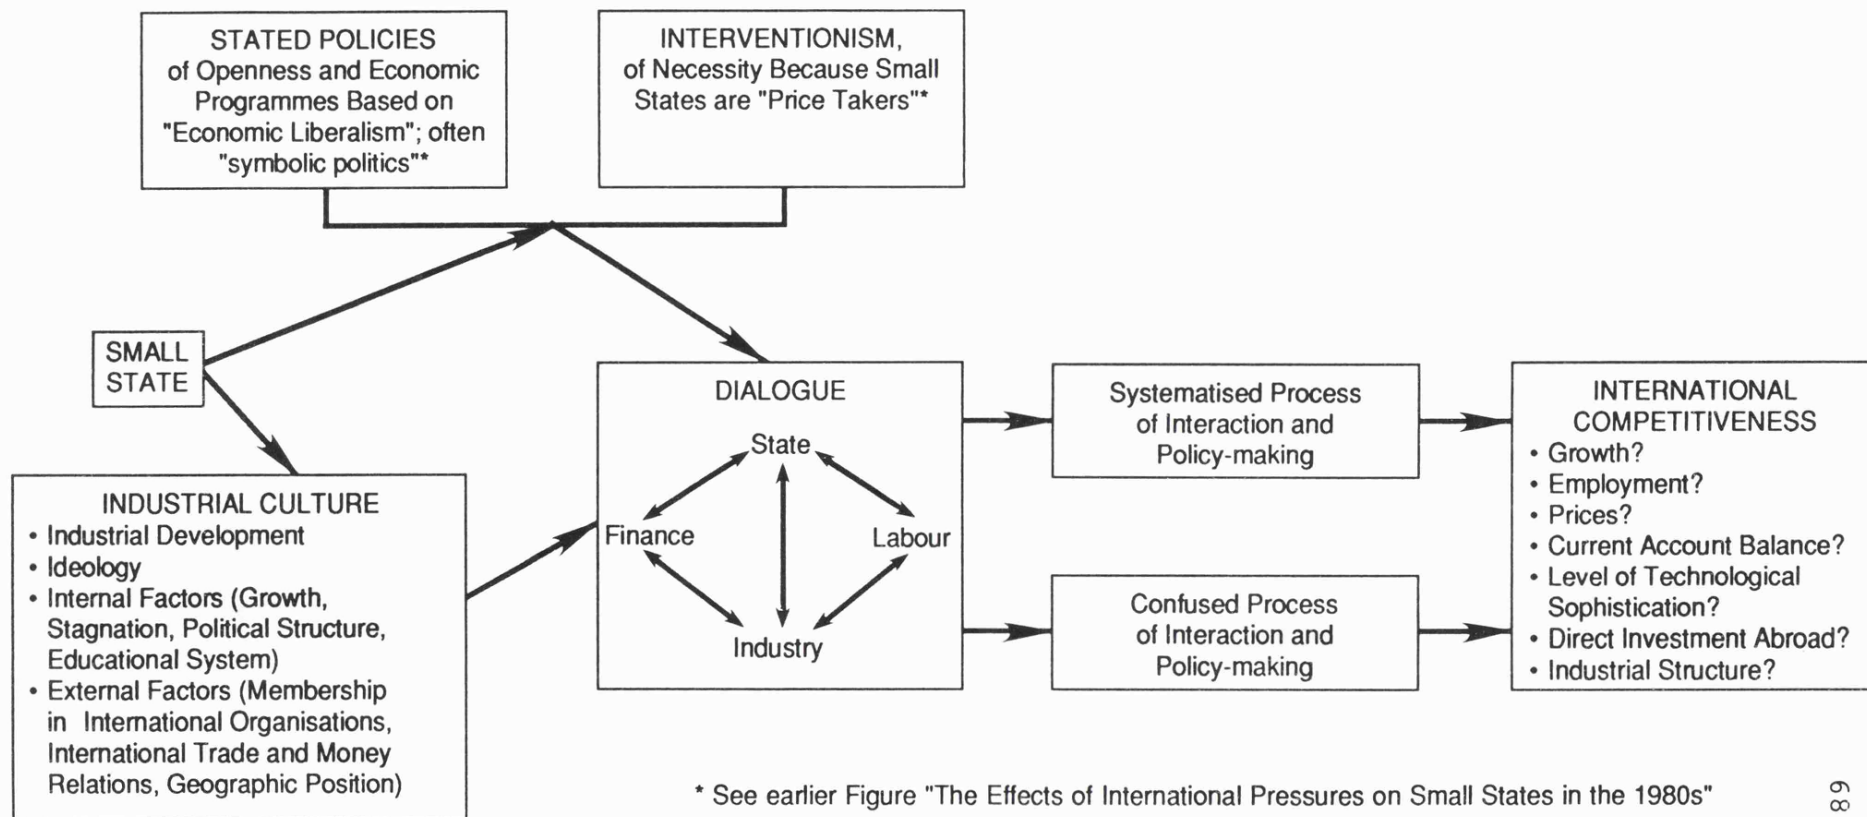 STATED POLICIES
of Openness and Economic
Programmes Based on
"Economic Liberalism"; often
"symbolic politics"*
INTERVENTIONISM,
of Necessity Because Small
States are "Price Takers"*
SMALL
STATE
INDUSTRIAL CULTURE
• Industrial Development
• Ideology
• Internal Factors (Growth,
Stagnation, Political Structure,
Educational System)
• External Factors (Membership
in International Organisations,
International Trade and Money
Relations, Geographic Position)
DIALOGUE
State
Finance
Labour
Industry
Systematised Process
of Interaction and
Policy-making
Confused Process
of Interaction and
Policy-making
INTERNATIONAL
COMPETITIVENESS
• Growth?
• Employment?
• Prices?
• Current Account Balance?
• Level of Technological
Sophistication?
• Direct Investment Abroad?
• Industrial Structure?
* See earlier Figure "The Effects of International Pressures on Small States in the 1980s"
68